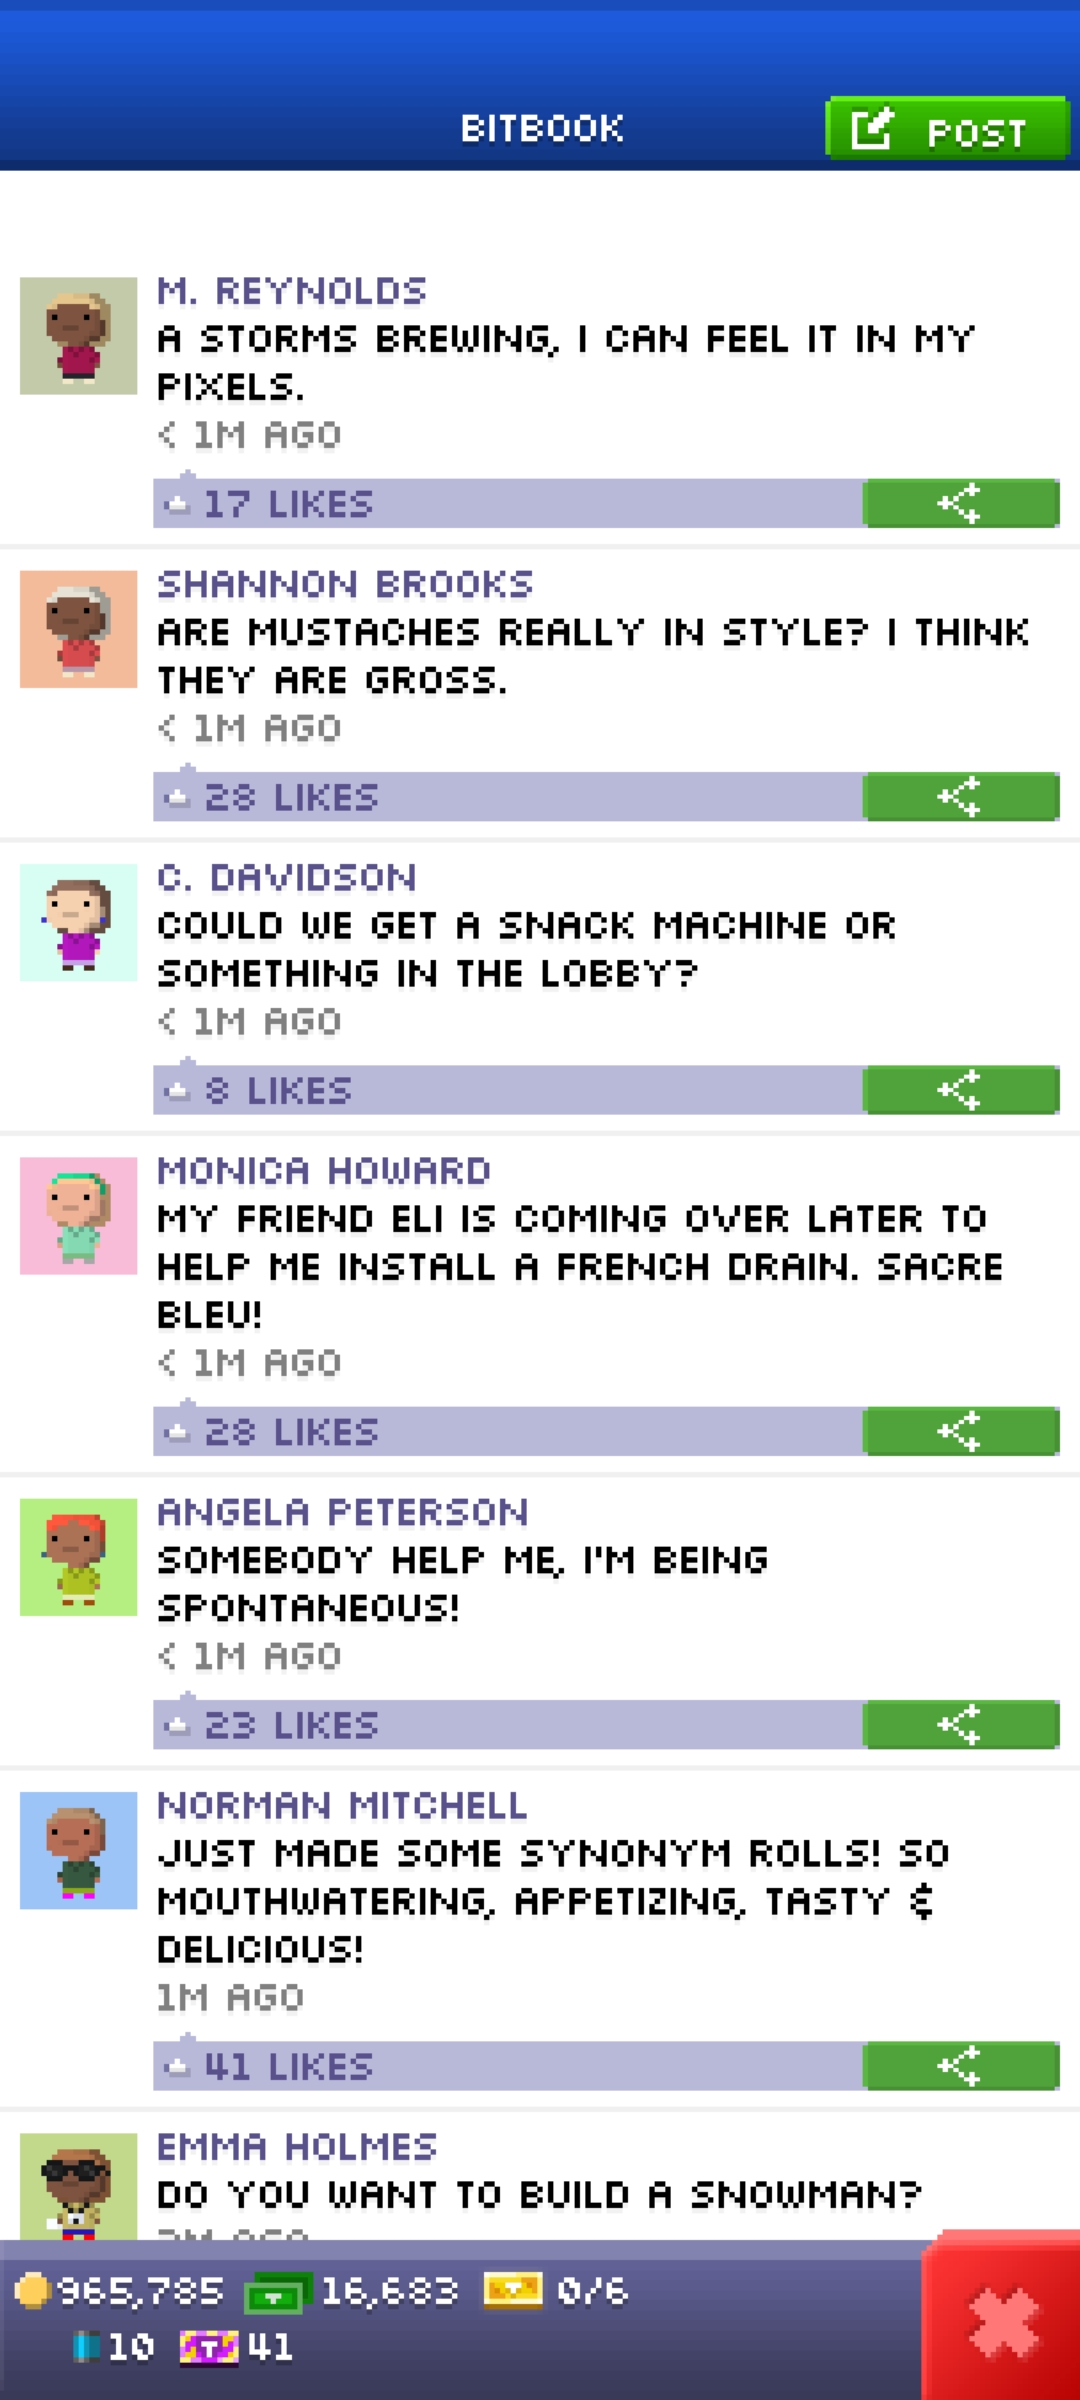 BITBOOK
POST
M. REYNOLDS
A STORMS BREWING, I CAN FEEL IT IN MY
PIXELS.
< 1M AGO
17 LIKES
SHANNON BROOKS
ARE MUSTACHES REALLY IN STYLE? I THINK
THEY ARE GROSS.
< 1M AGO
28 LIKES
C. DAVIDSON
COULD WE GET A SNACK MACHINE OR
SOMETHING IN THE LOBBY?
< 1M AGO
8 LIKES
MONICA HOWARD
MY FRIEND ELI IS COMING OVER LATER TO
HELP ME INSTALL A FRENCH DRAIN. SACRE
BLEU!
< 1M AGO
28 LIKES
ANGELA PETERSON
SOMEBODY HELP ME, I'M BEING
SPONTANEOUS!
< 1M AGO
23 LIKES
NORMAN MITCHELL
JUST MADE SOME SYNONYM ROLLS! SO
MOUTHWATERING, APPETIZING, TASTY &
DELICIOUS!
1M AGO
41 LIKES
EMMA HOLMES
DO YOU WANT TO BUILD A SNOWMAN?
AGO
965,785 16,683 0/6
10 41